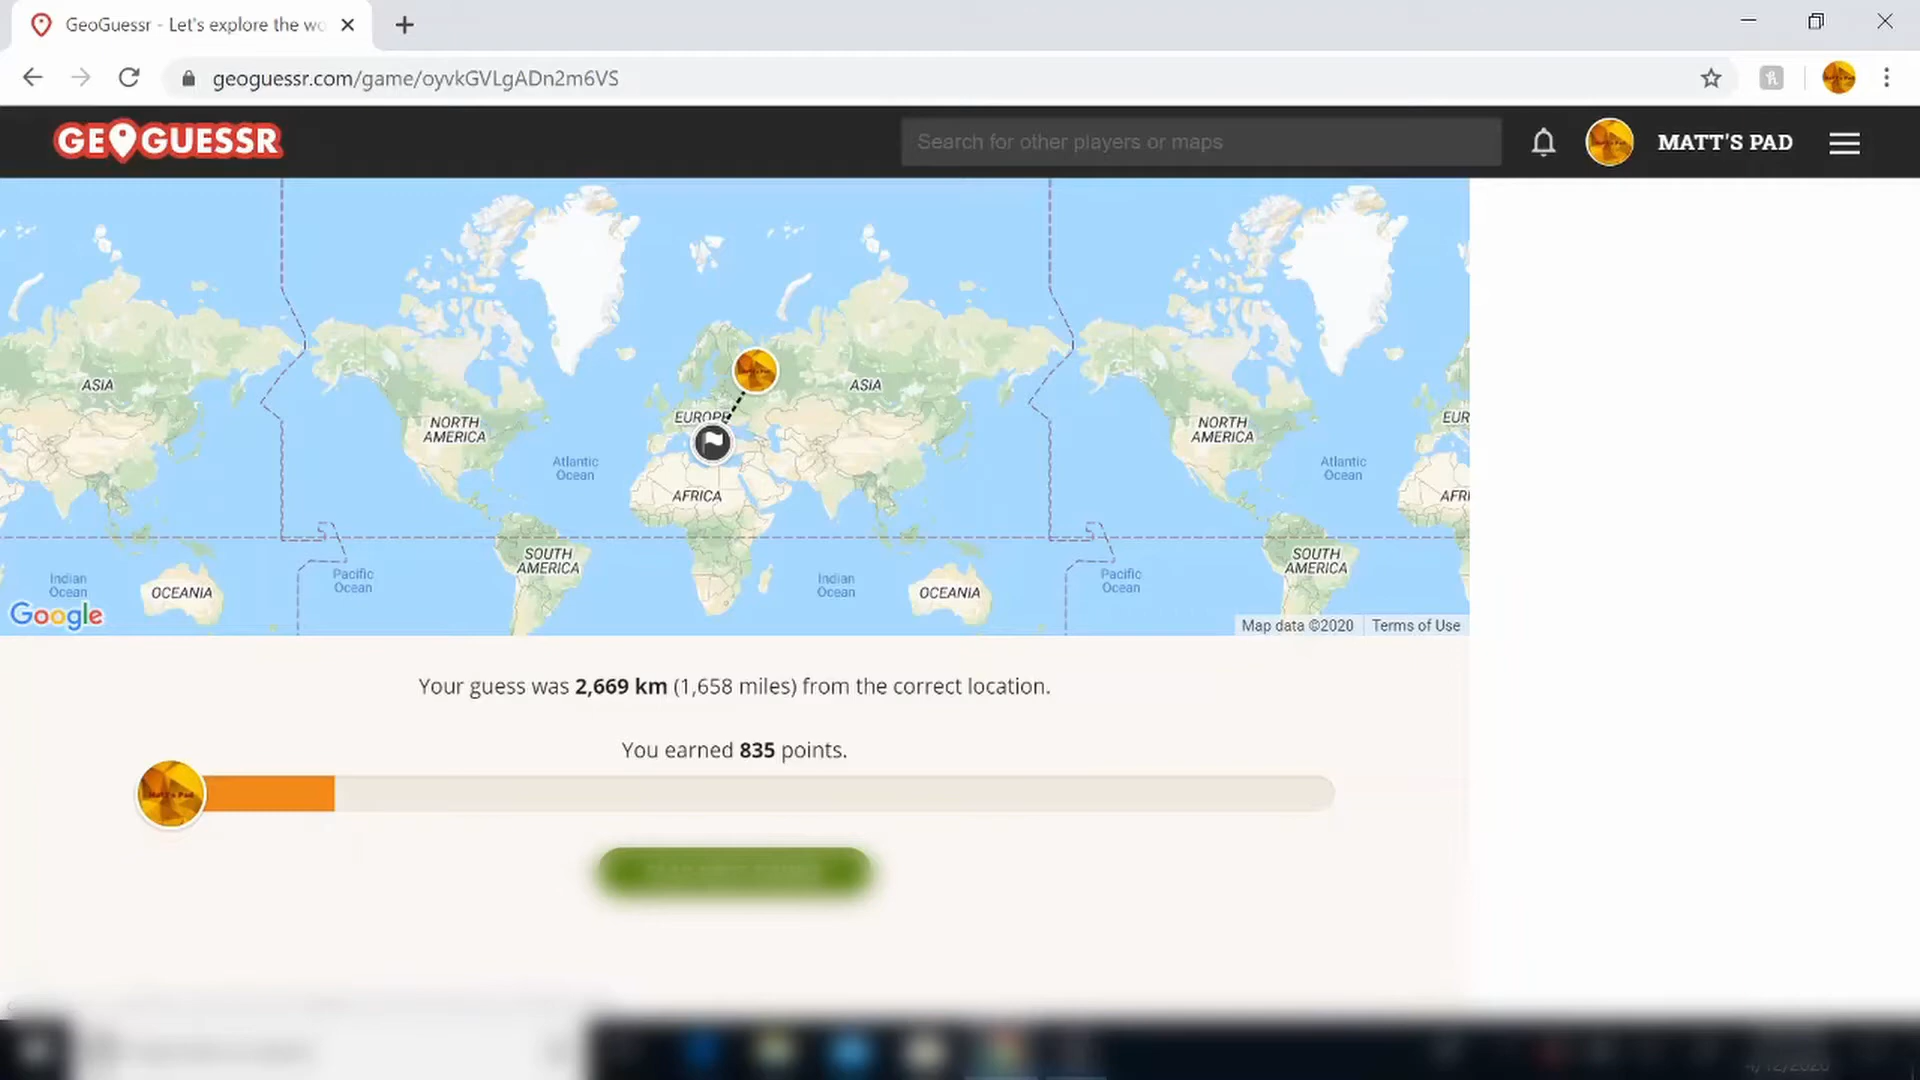 GeoGuessr - Let's explore the wo
geoguessr.com/game/oyvkGVLgADn2m6VS
GEOGUESSR
Search for other players or maps
MATT'S PAD
ASIA
NORTH AMERICA
EUROPE
ASIA
NORTH AMERICA
EUR
Atlantic Ocean
Atlantic Ocean
AFRICA
AFRI
SOUTH AMERICA
SOUTH AMERICA
Indian Ocean
OCEANIA
Pacific Ocean
Indian Ocean
OCEANIA
Pacific Ocean
Google
Map data ©2020
Terms of Use
Your guess was 2,669 km (1,658 miles) from the correct location.
You earned 835 points.
Matt's Pad